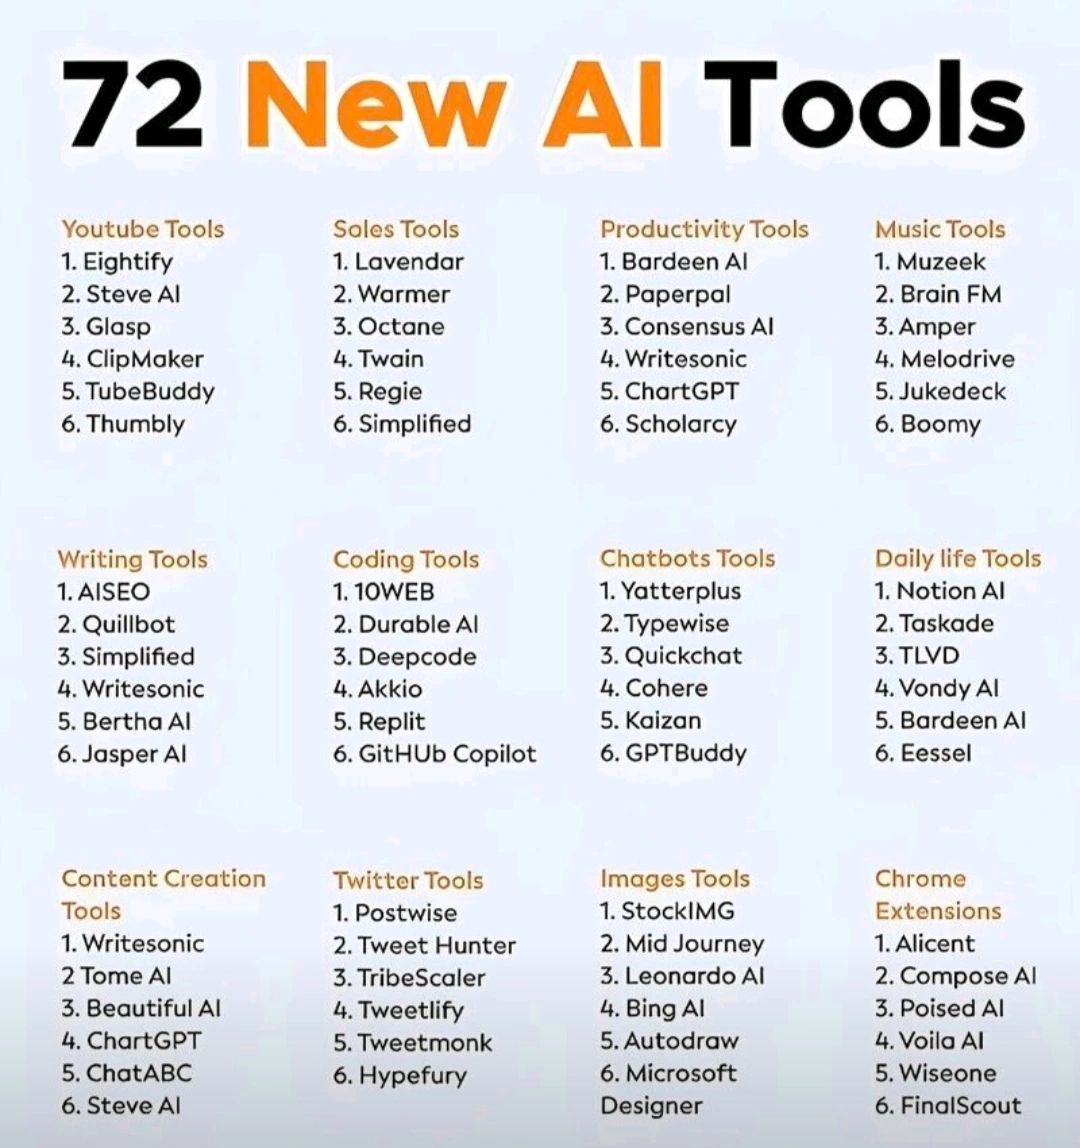 72 New AI Tools
Youtube Tools
1. Eightify
2. Steve AI
3. Glasp
4. ClipMaker
5. TubeBuddy
6. Thumbly
Sales Tools
1. Lavendar
2. Warmer
3. Octane
4. Twain
5. Regie
6. Simplified
Productivity Tools
1. Bardeen AI
2. Paperpal
3. Consensus AI
4. Writesonic
5. ChartGPT
6. Scholarcy
Music Tools
1. Muzeek
2. Brain FM
3. Amper
4. Melodrive
5. Jukedeck
6. Boomy
Writing Tools
1. AISEO
2. Quillbot
3. Simplified
4. Writesonic
5. Bertha AI
6. Jasper AI
Coding Tools
1. 10WEB
2. Durable AI
3. Deepcode
4. Akkio
5. Replit
6. GitHUb Copilot
Chatbots Tools
1. Yatterplus
2. Typewise
3. Quickchat
4. Cohere
5. Kaizan
6. GPTBuddy
Daily life Tools
1. Notion AI
2. Taskade
3. TLVD
4. Vondy AI
5. Bardeen AI
6. Eessel
Content Creation
Tools
1. Writesonic
2 Tome AI
3. Beautiful AI
4. ChartGPT
5. ChatABC
6. Steve AI
Twitter Tools
1. Postwise
2. Tweet Hunter
3. TribeScaler
4. Tweetlify
5. Tweetmonk
6. Hypefury
Images Tools
1. StockIMG
2. Mid Journey
3. Leonardo AI
4. Bing AI
5. Autodraw
6. Microsoft
Designer
Chrome
Extensions
1. Alicent
2. Compose AI
3. Poised AI
4. Voila AI
5. Wiseone
6. FinalScout